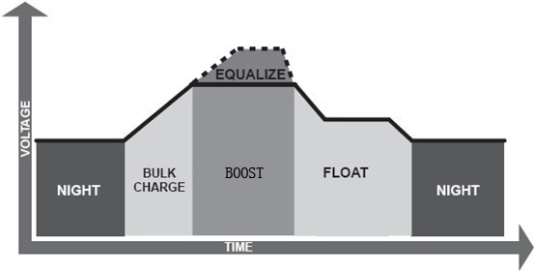 EQUALIZE
VOLTAGE
NIGHT
BULK
CHARGE
BOOST
FLOAT
NIGHT
TIME